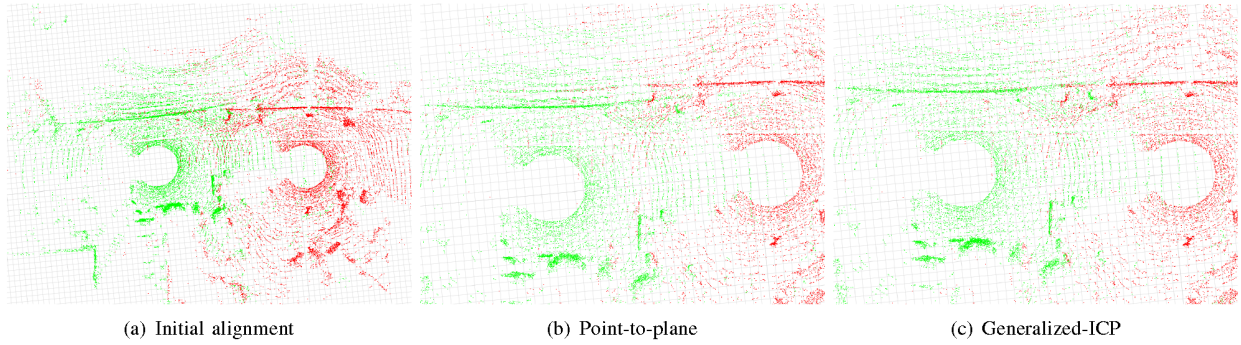 (a) Initial alignment
(b) Point-to-plane
(c) Generalized-ICP